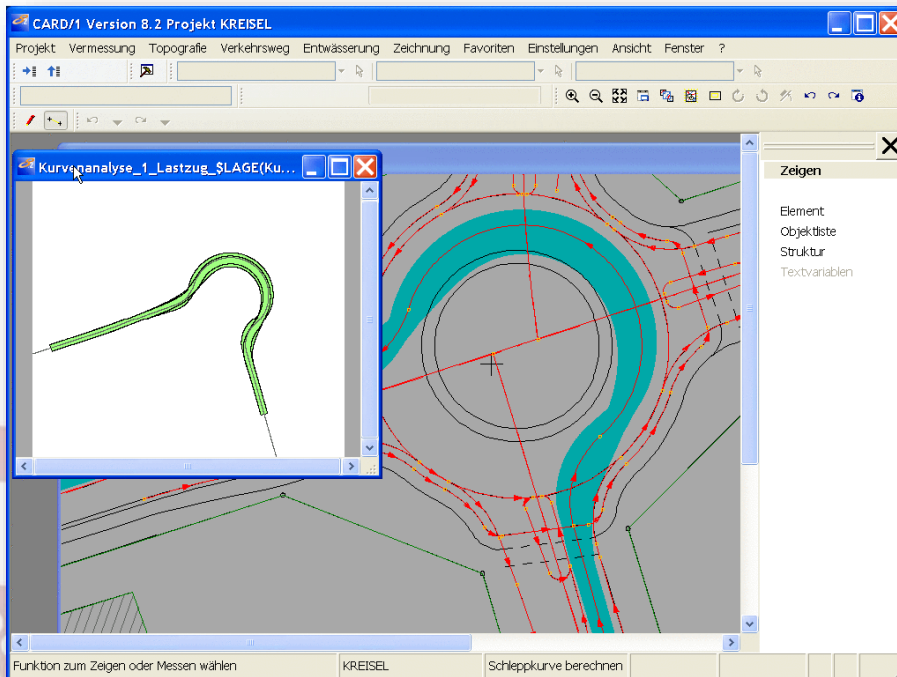 CARD/1 Version 8.2 Projekt KREISEL
Projekt Vermessung Topografie Verkehrsweg Entwässerung Zeichnung Favoriten Einstellungen Ansicht Fenster ?
Kurvenanalyse_1_Lastzug_$LAGE(Ku...
Zeigen
Element
Objektliste
Struktur
Textvariablen
Funktion zum Zeigen oder Messen wählen KREISEL Schleppkurve berechnen